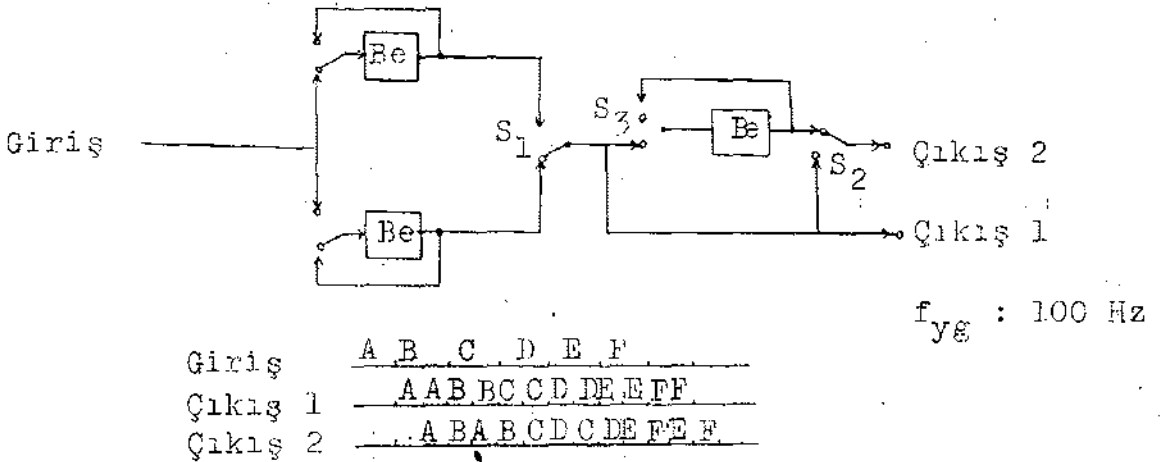 Be
S1
S3
Be
Giriş
S2
Çıkış 2
Be
Çıkış 1
fyg : 100 Hz
Giriş A B C D E F
Çıkış 1 A A B B C C D D E E F F
Çıkış 2 A B A B C D C D E F E F